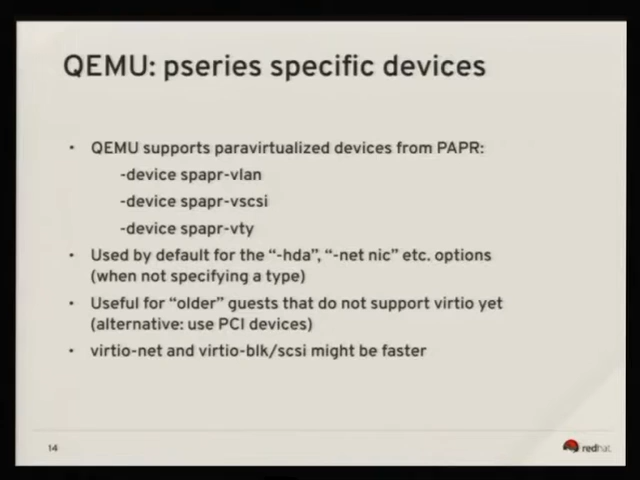 QEMU: pseries specific devices
• QEMU supports paravirtualized devices from PAPR:
-device spapr-vlan
-device spapr-vscsi
-device spapr-vty
• Used by default for the “-hda”, “-net nic” etc. options
(when not specifying a type)
• Useful for “older” guests that do not support virtio yet
(alternative: use PCI devices)
• virtio-net and virtio-blk/scsi might be faster
14
redhat.